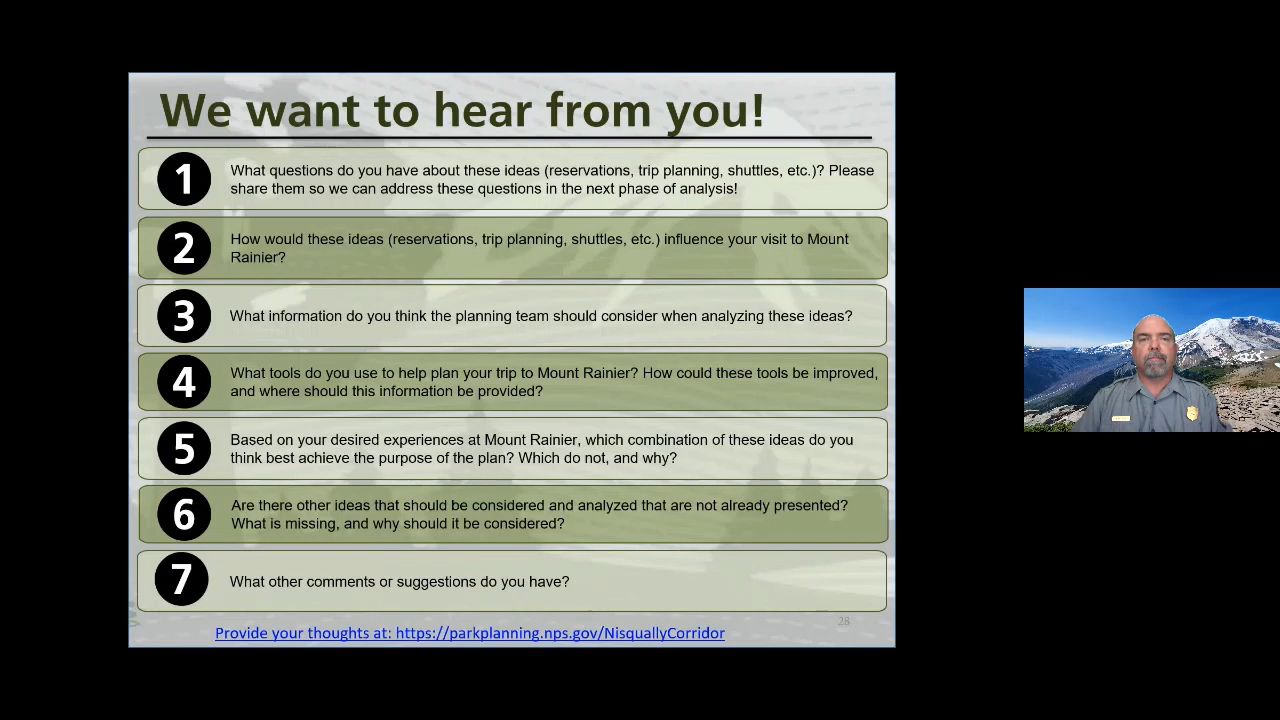 We want to hear from you!
1
What questions do you have about these ideas (reservations, trip planning, shuttles, etc.)? Please
share them so we can address these questions in the next phase of analysis!
2
How would these ideas (reservations, trip planning, shuttles, etc.) influence your visit to Mount
Rainier?
3
What information do you think the planning team should consider when analyzing these ideas?
4
What tools do you use to help plan your trip to Mount Rainier? How could these tools be improved,
and where should this information be provided?
5
Based on your desired experiences at Mount Rainier, which combination of these ideas do you
think best achieve the purpose of the plan? Which do not, and why?
6
Are there other ideas that should be considered and analyzed that are not already presented?
What is missing, and why should it be considered?
7
What other comments or suggestions do you have?
28
Provide your thoughts at: https://parkplanning.nps.gov/NisquallyCorridor